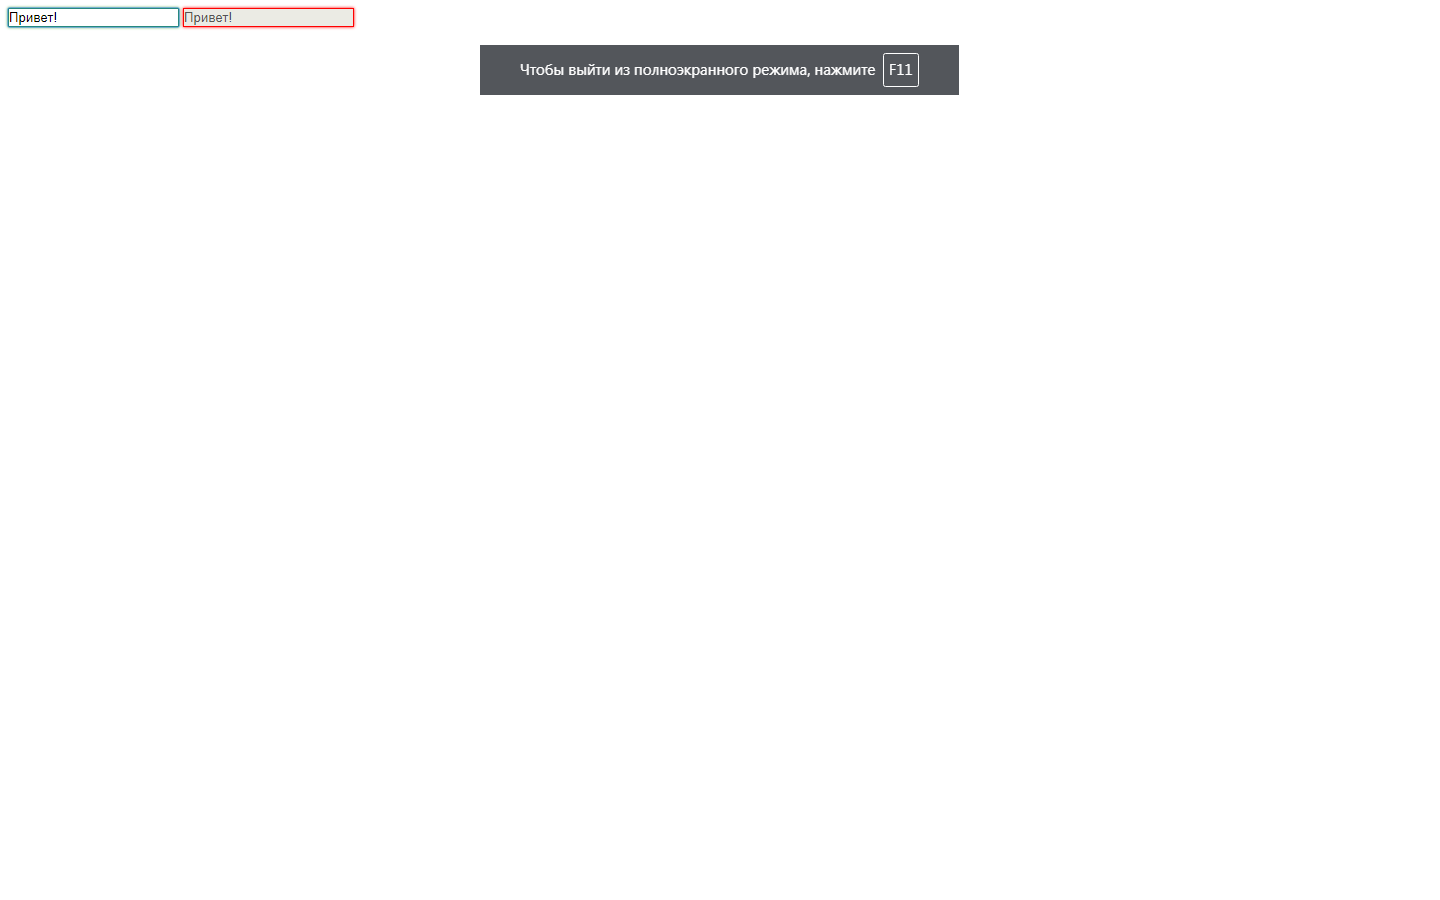 Привет! Привет!
Чтобы выйти из полноэкранного режима, нажмите F11